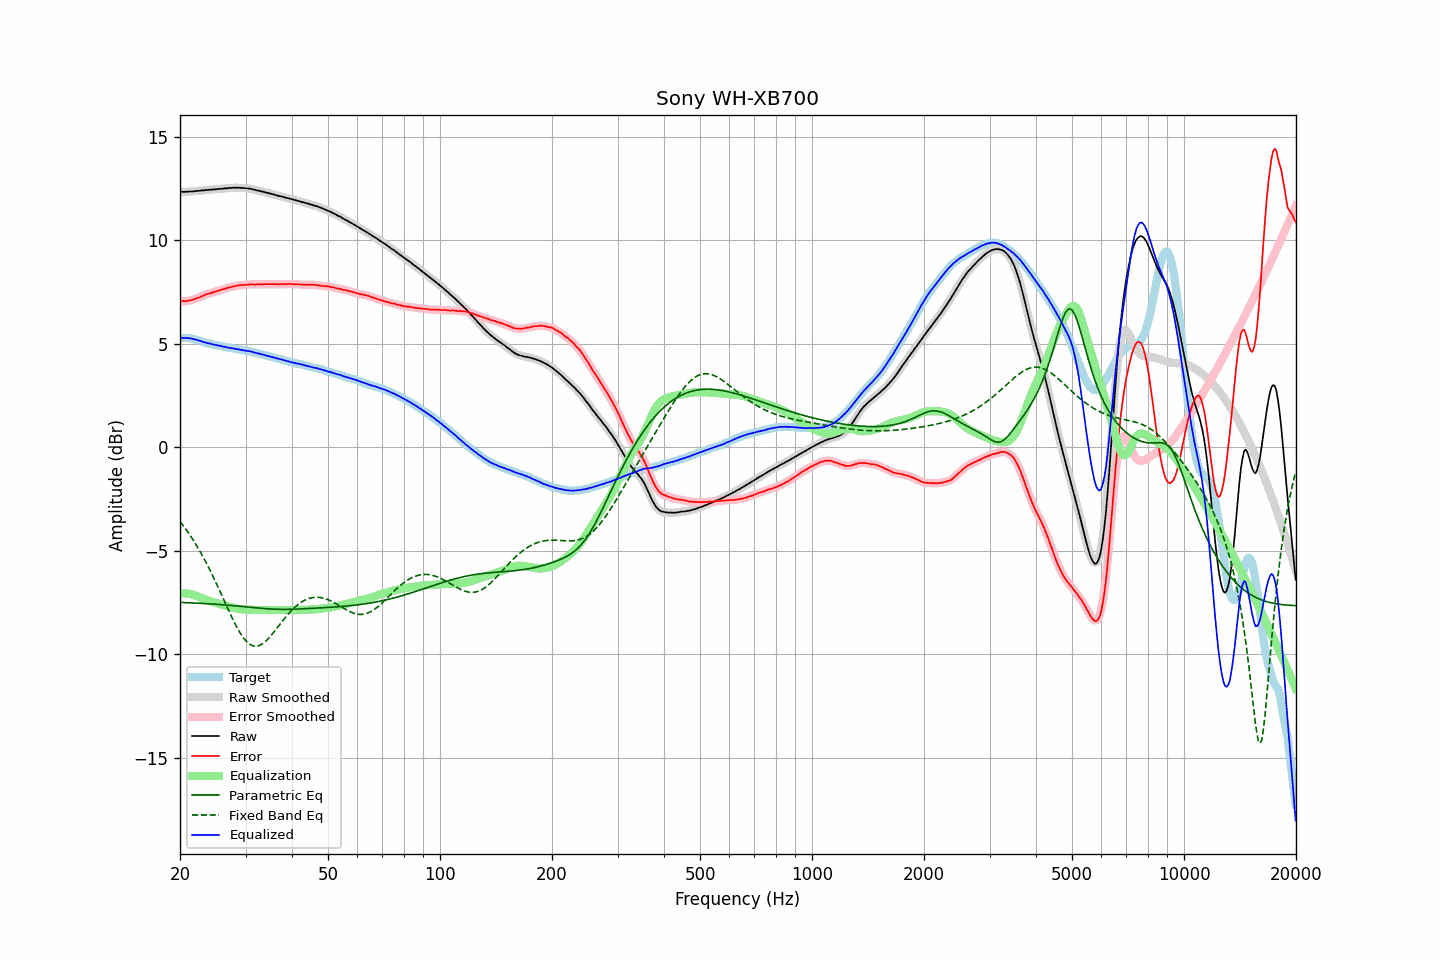 Sony WH-XB700
Amplitude (dBr)
15
10
5
0
−5
−10
−15
Target
Raw Smoothed
Error Smoothed
Raw
Error
Equalization
Parametric Eq
Fixed Band Eq
Equalized
20 50 100 200 500 1000 2000 5000 10000 20000
Frequency (Hz)